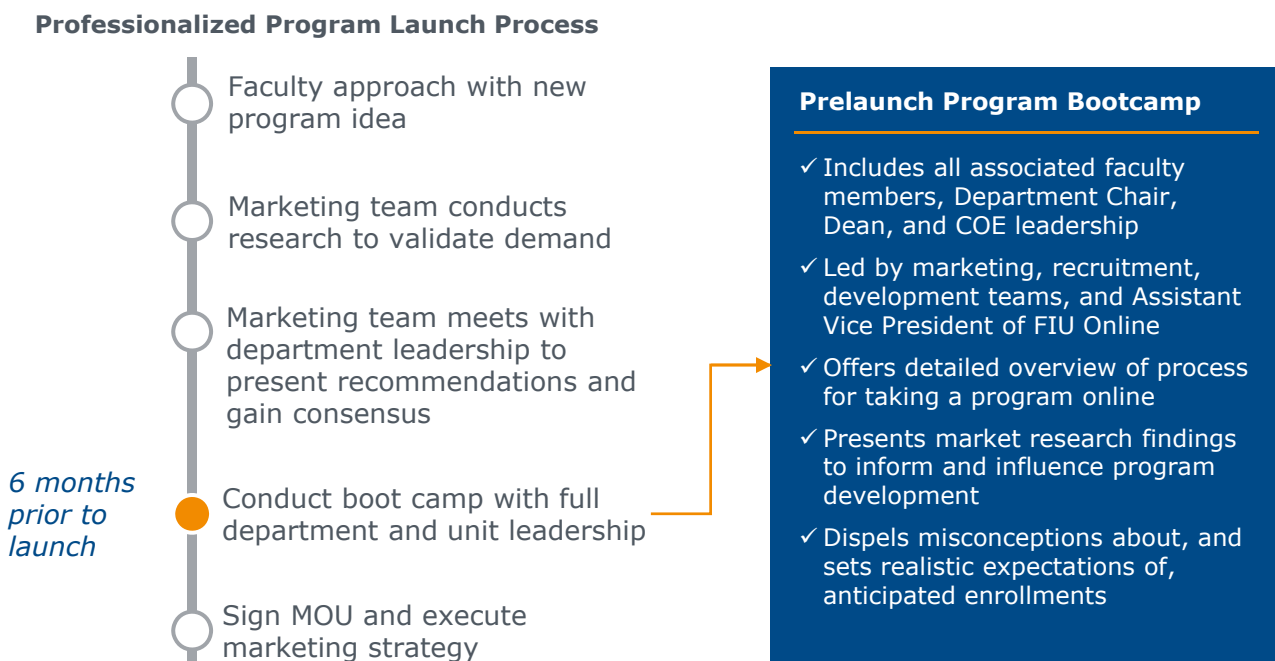 Professionalized Program Launch Process
Faculty approach with new
program idea
Marketing team conducts
research to validate demand
Marketing team meets with
department leadership to
present recommendations and
gain consensus
6 months
prior to
launch
Conduct boot camp with full
department and unit leadership
Sign MOU and execute
marketing strategy
Prelaunch Program Bootcamp
✓ Includes all associated faculty
members, Department Chair,
Dean, and COE leadership
✓ Led by marketing, recruitment,
development teams, and Assistant
Vice President of FIU Online
✓ Offers detailed overview of process
for taking a program online
✓ Presents market research findings
to inform and influence program
development
✓ Dispels misconceptions about, and
sets realistic expectations of,
anticipated enrollments